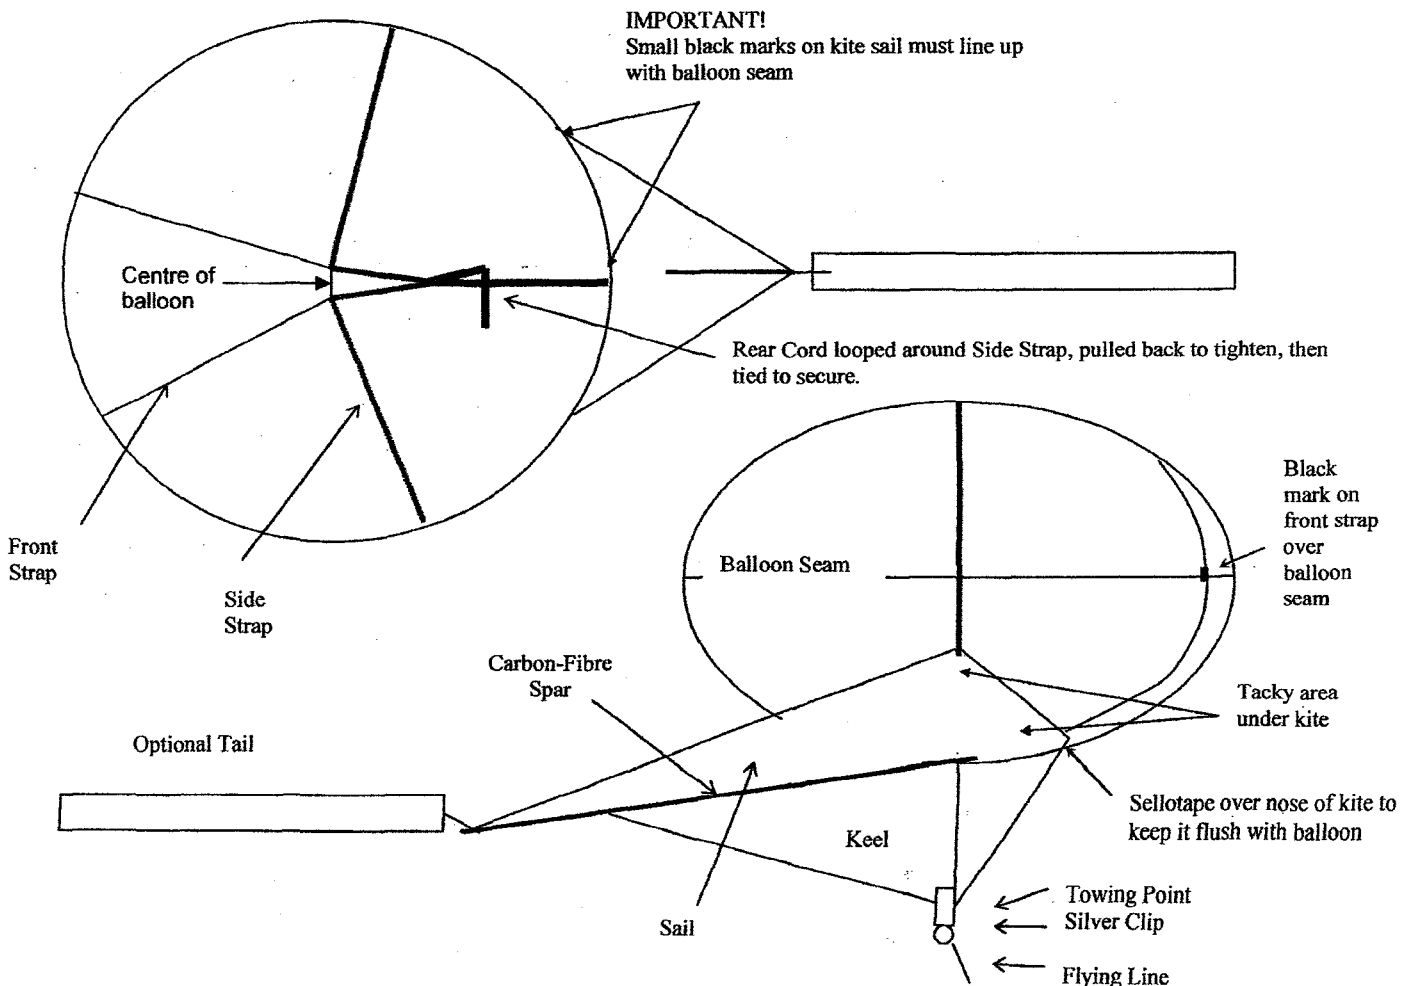 IMPORTANT!
Small black marks on kite sail must line up
with balloon seam
Centre of
balloon
Rear Cord looped around Side Strap, pulled back to tighten, then
tied to secure.
Front
Strap
Side
Strap
Black
mark on
front strap
over
balloon
seam
Balloon Seam
Carbon-Fibre
Spar
Tacky area
under kite
Optional Tail
Sellotape over nose of kite to
keep it flush with balloon
Keel
Sail
Towing Point
Silver Clip
Flying Line